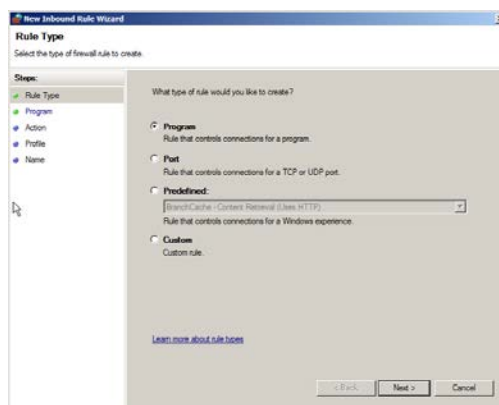 New Inbound Rule Wizard
Rule Type
Select the type of firewall rule to create.
Steps:
Rule Type
Program
Action
Profile
Name
What type of rule would you like to create?
Program
Rule that controls connections for a program.
Port
Rule that controls connections for a TCP or UDP port.
Predefined:
BranchCache - Content Retrieval (Uses HTTP)
Rule that controls connections for a Windows experience.
Custom
Custom rule.
Learn more about rule types
< Back
Next >
Cancel